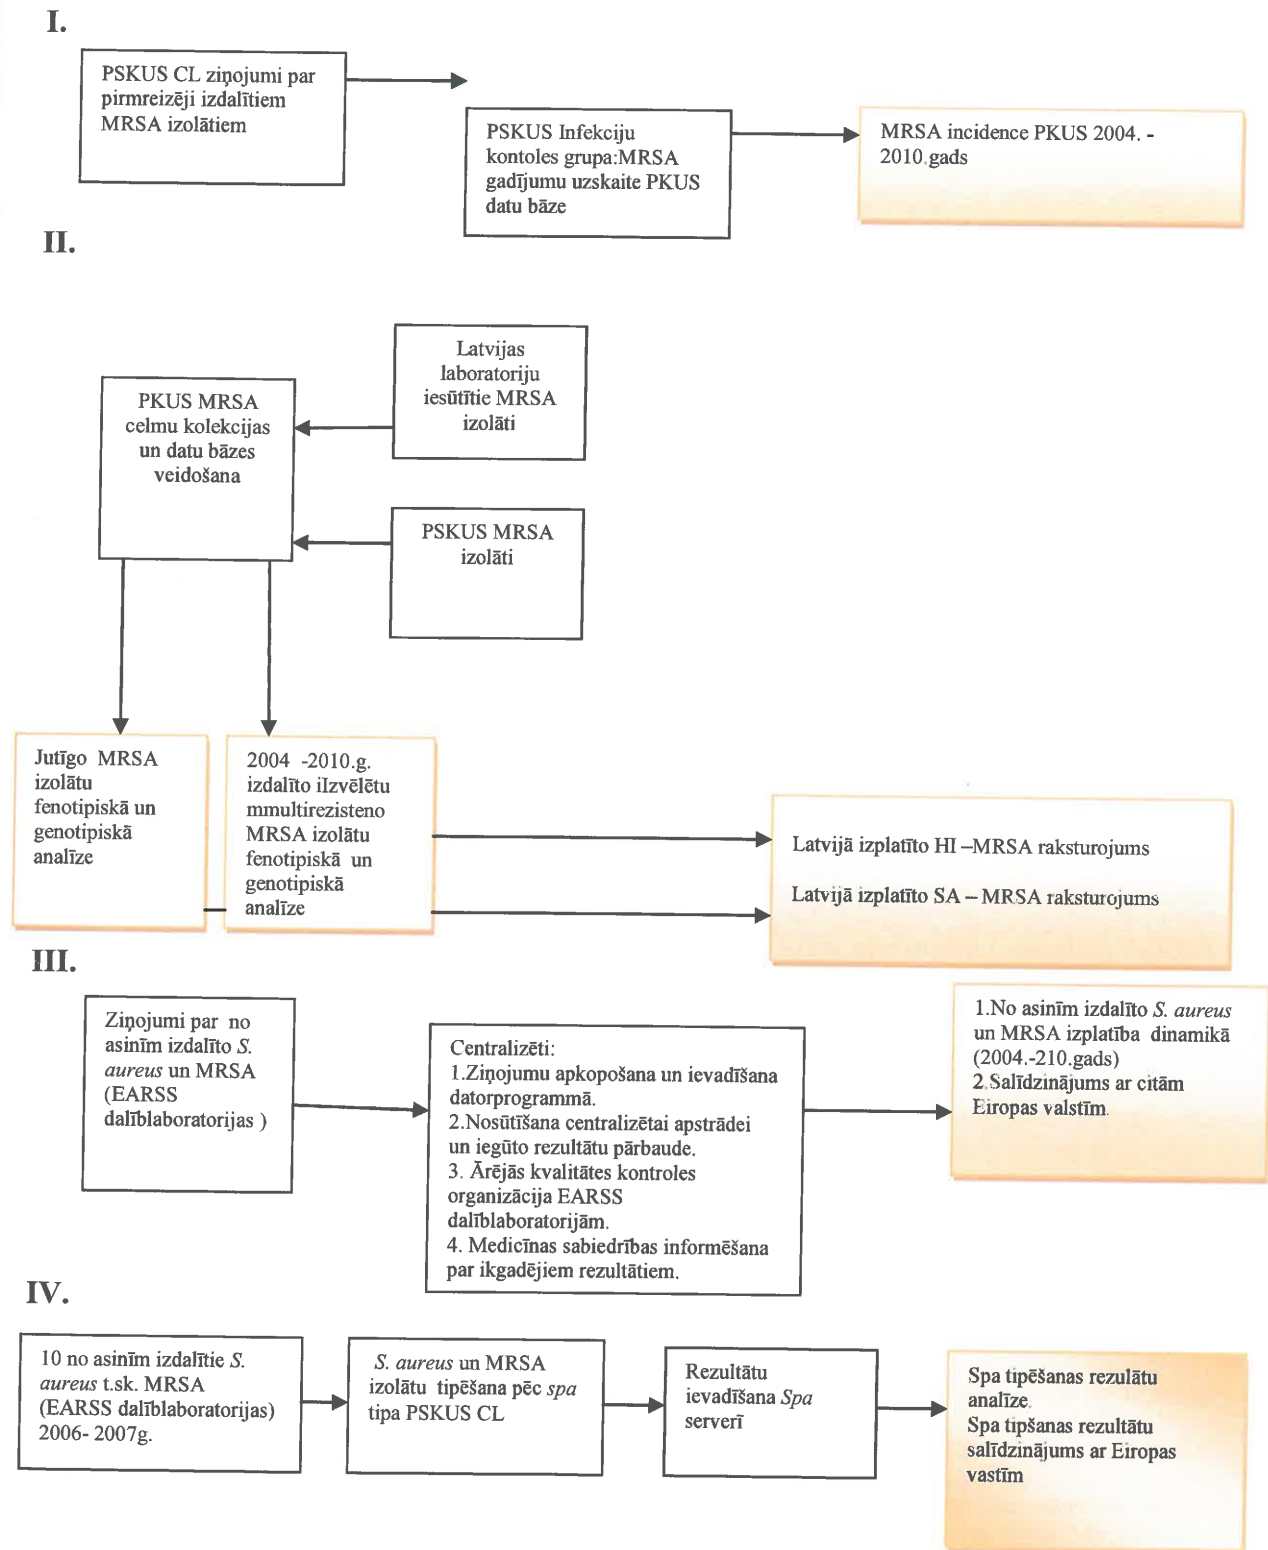 I.
PSKUS CL ziņojumi par
pirmreizēji izdalītiem
MRSA izolātiem
PSKUS Infekciju
kontoles grupa:MRSA
gadījumu uzskaite PKUS
datu bāze
MRSA incidence PKUS 2004. -
2010.gads
II.
Latvijas
laboratoriju
iesūtītie MRSA
izolāti
PKUS MRSA
celmu kolekcijas
un datu bāzes
veidošana
PSKUS MRSA
izolāti
Jutīgo MRSA
izolātu
fenotipiskā un
genotipiskā
analīze
2004 -2010.g.
izdalīto iIzvēlētu
mmultirezisteno
MRSA izolātu
fenotipiskā un
genotipiskā
analīze
Latvijā izplatīto HI –MRSA raksturojums
Latvijā izplatīto SA – MRSA raksturojums
III.
Ziņojumi par no
asinīm izdalīto S.
aureus un MRSA
(EARSS
dalīblaboratorijas )
Centralizēti:
1.Ziņojumu apkopošana un ievadīšana
datorprogrammā.
2.Nosūtīšana centralizētai apstrādei
un iegūto rezultātu pārbaude.
3. Ārējās kvalitātes kontroles
organizācija EARSS
dalīblaboratorijām.
4. Medicīnas sabiedrības informēšana
par ikgadējiem rezultātiem.
1.No asinīm izdalīto S. aureus
un MRSA izplatība dinamikā
(2004.-210.gads)
2.Salīdzinājums ar citām
Eiropas valstīm.
IV.
10 no asinīm izdalītie S.
aureus t.sk. MRSA
(EARSS dalīblaboratorijas)
2006- 2007g.
S. aureus un MRSA
izolātu tipēšana pēc spa
tipa PSKUS CL
Rezultātu
ievadīšana Spa
serverī
Spa tipēšanas rezulātu
analīze.
Spa tipšanas rezultātu
salīdzinājums ar Eiropas
vastīm